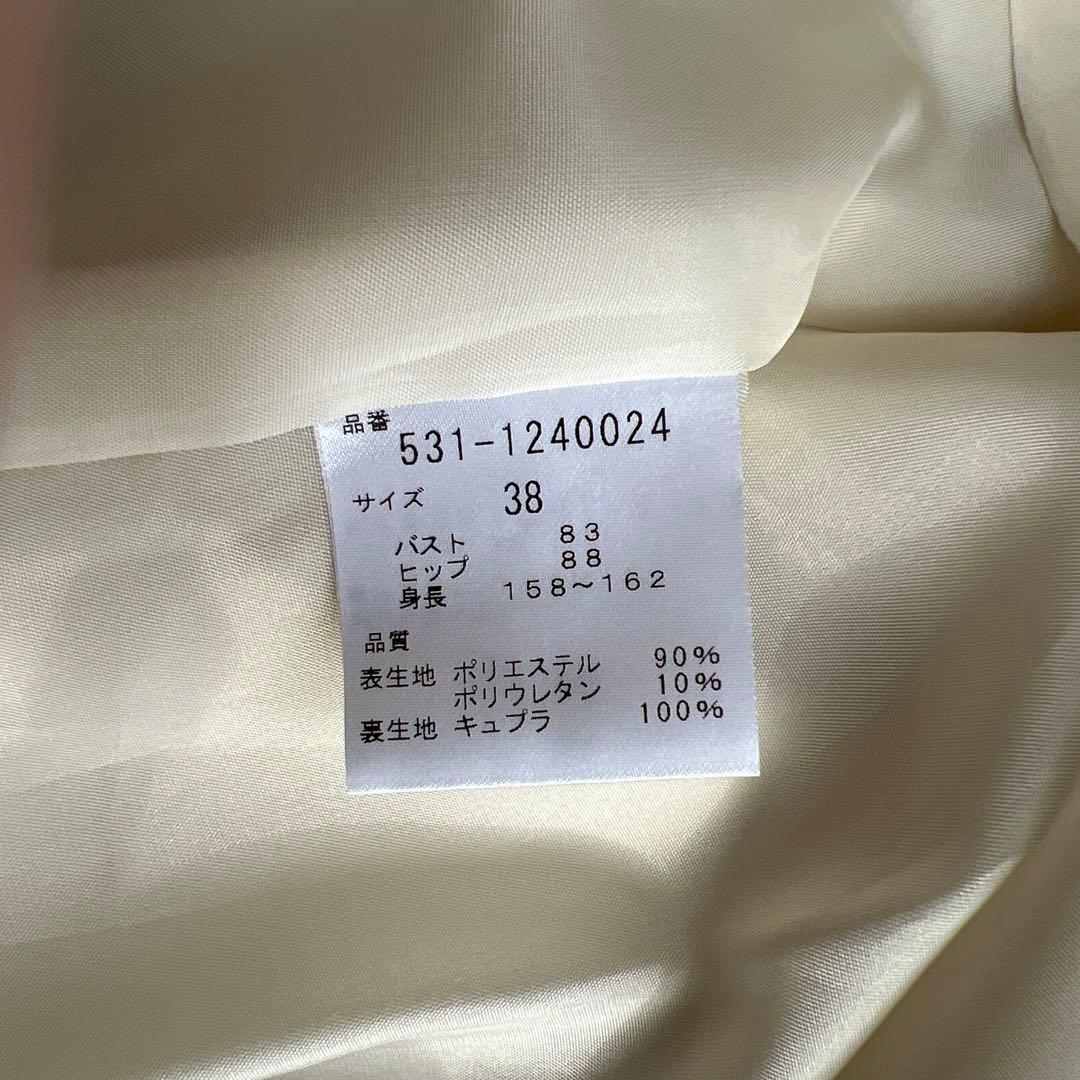 品番 531-1240024
サイズ 38
バスト 83
ヒップ 88
身長 158~162
品質
表生地 ポリエステル 90%
ポリウレタン 10%
裏生地 キュプラ 100%